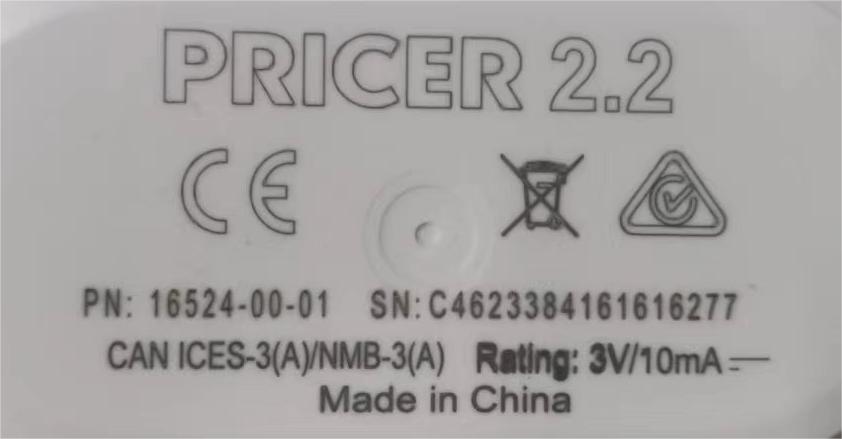 PRICER 2.2
CE
PN: 16524-00-01 SN:C4623384161616277
CAN ICES-3(A)/NMB-3(A) Rating: 3V/10mA
Made in China